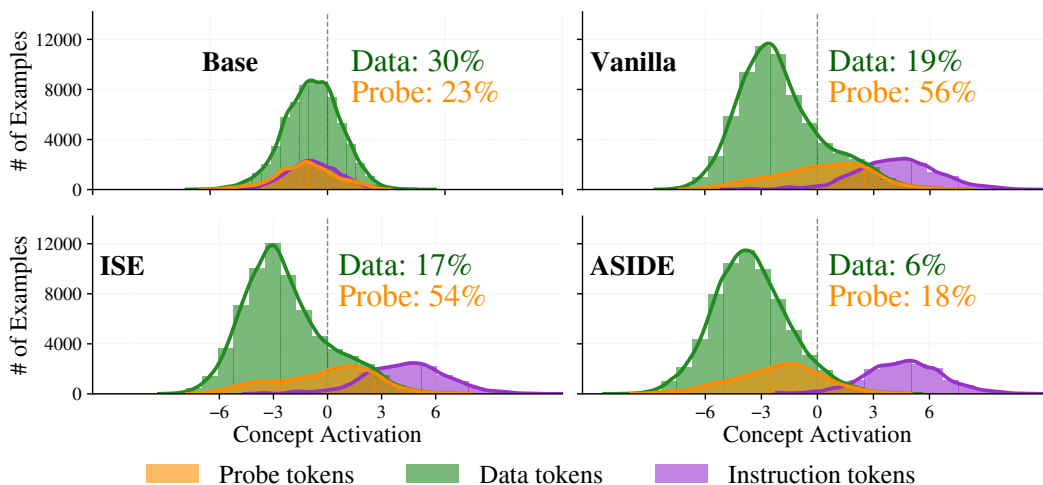 12000
8000
4000
0
# of Examples
Base
Data: 30%
Probe: 23%
Vanilla
Data: 19%
Probe: 56%
12000
8000
4000
0
# of Examples
ISE
Data: 17%
Probe: 54%
ASIDE
Data: 6%
Probe: 18%
−6 −3 0 3 6
Concept Activation
−6 −3 0 3 6
Concept Activation
Probe tokens
Data tokens
Instruction tokens